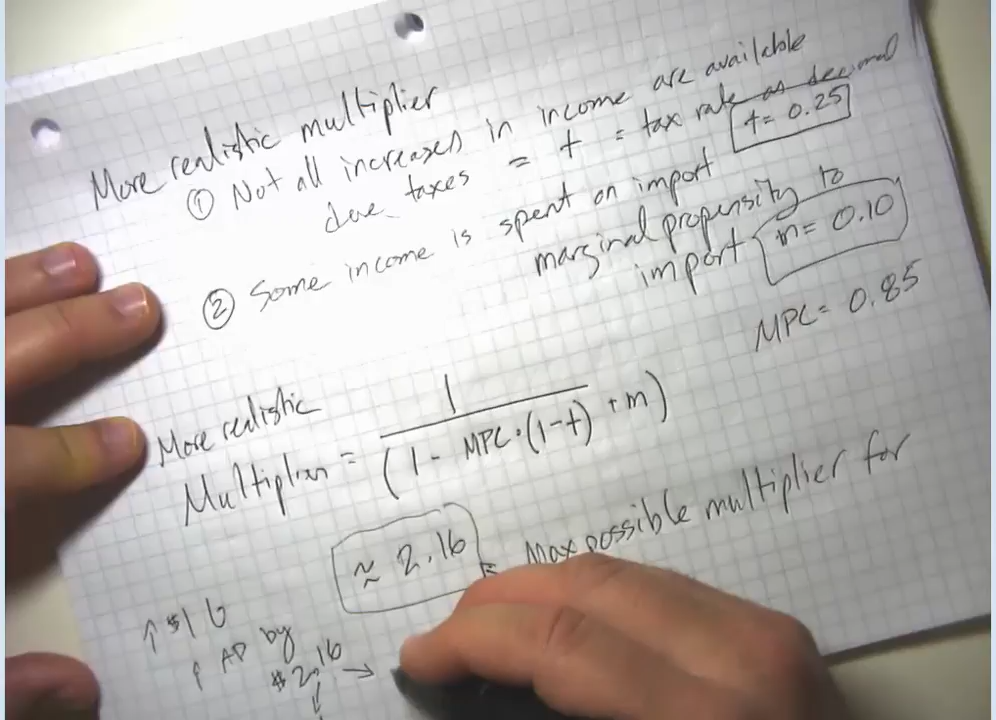 More realistic multiplier
① Not all increases in income are available
due taxes = t = tax rate as decimal
t = 0.25
② Some income is spent on import
marginal propensity to
import m = 0.10
MPC = 0.85
More realistic
Multiplier = 1 / (1 - MPC·(1-t) + m)
≈ 2.16 = Max possible multiplier for
↑ $1 G
↑ AD by
$2.16 →
↓